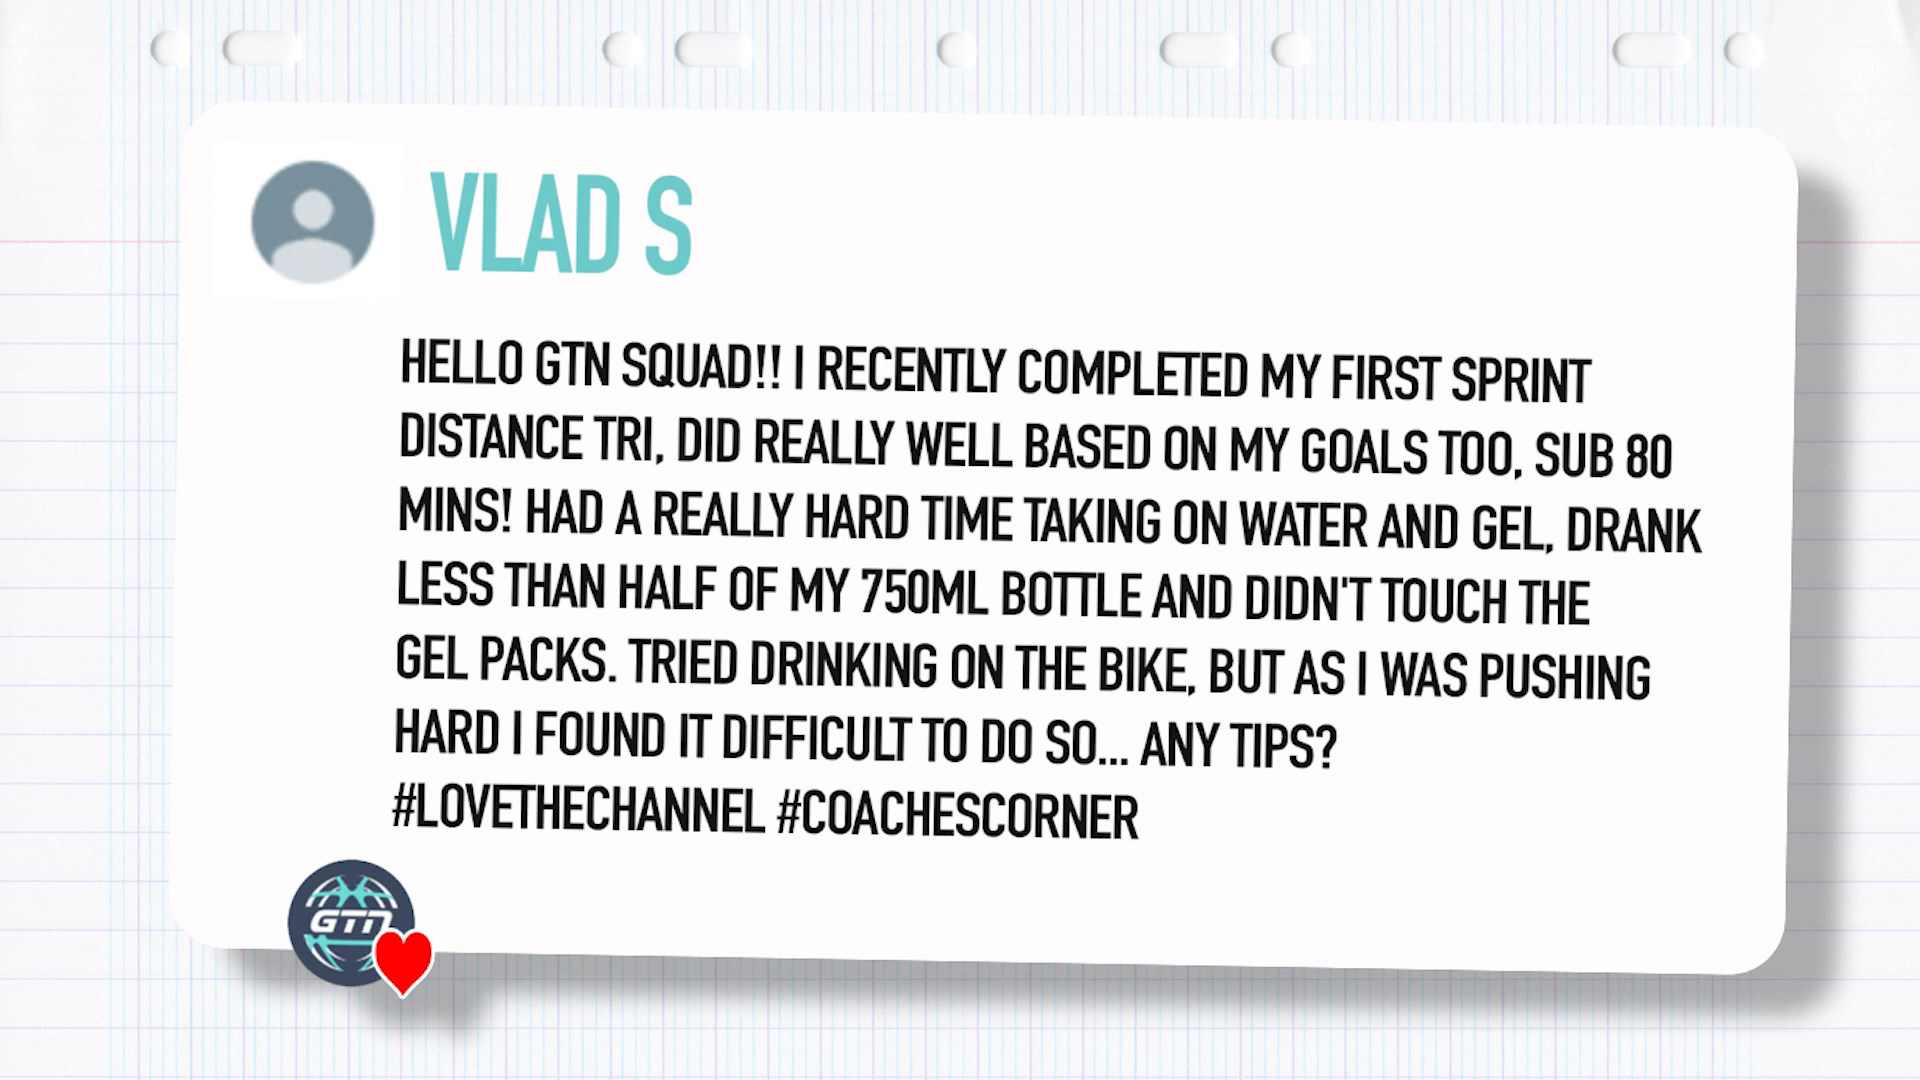 VLAD S
HELLO GTN SQUAD!! I RECENTLY COMPLETED MY FIRST SPRINT
DISTANCE TRI, DID REALLY WELL BASED ON MY GOALS TOO, SUB 80
MINS! HAD A REALLY HARD TIME TAKING ON WATER AND GEL, DRANK
LESS THAN HALF OF MY 750ML BOTTLE AND DIDN'T TOUCH THE
GEL PACKS. TRIED DRINKING ON THE BIKE, BUT AS I WAS PUSHING
HARD I FOUND IT DIFFICULT TO DO SO... ANY TIPS?
#LOVETHECHANNEL #COACHESCORNER
GTN